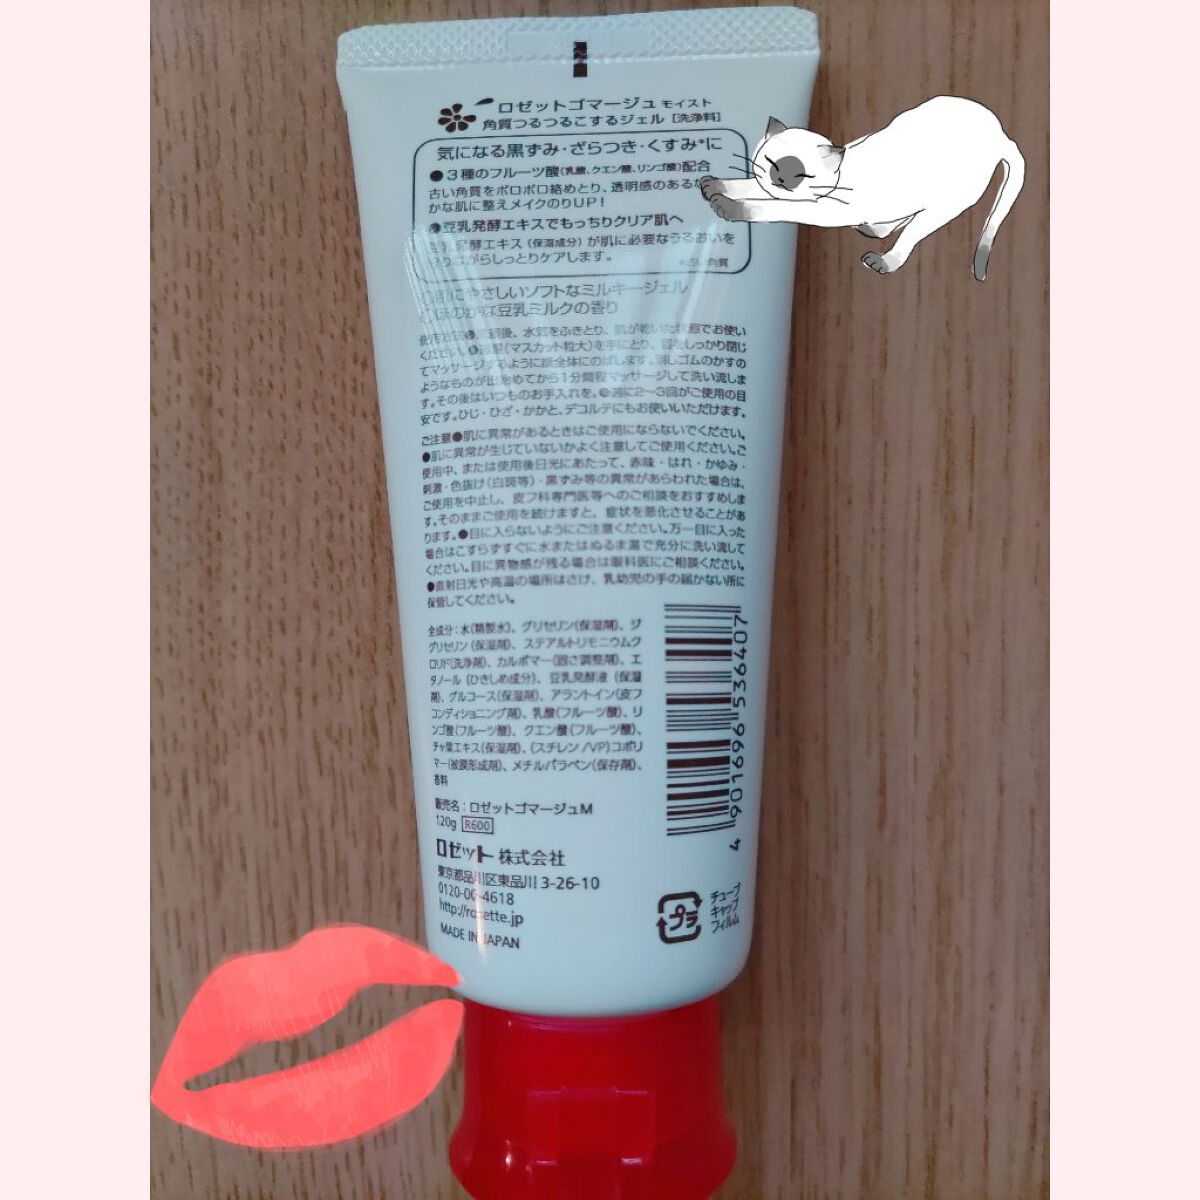 ロゼットゴマージュ モイスト
角質つるつるこするジェル [洗浄料]
気になる黒ずみ・ざらつき・くすみ*に
●3種のフルーツ酸(乳酸、クエン酸、リンゴ酸)配合
古い角質をポロポロ絡めとり、透明感のあるな
かな肌に整えメイクのりUP!
●豆乳発酵エキスでもっちりクリア肌へ
豆乳発酵エキス(保湿成分)が肌に必要なうるおいを
がらしっとりケアします。
*古い角質
○肌にやさしいソフトなミルキージェル
○ほのかな豆乳ミルクの香り
後、水気をふきとり、肌が乾いた状態でお使い
ください。 (マスカット粒大)を手にとり、目をしっかり閉じ
てマッサージするように顔全体にのばします。消しゴムのかすの
ようなものが出始めてから1分間程マッサージして洗い流しま
す。その後はいつものお手入れを。●週に2〜3回がご使用の目
安です。ひじ・ひざ・かかと、デコルテにもお使いいただけます。
ご注意●肌に異常があるときはご使用にならないでください。
●肌に異常が生じていないかよく注意してご使用ください。ご
使用中、または使用後日光にあたって、赤味・はれ・かゆみ・
刺激・色抜け(白斑等)・黒ずみ等の異常があらわれた場合は、
ご使用を中止し、皮フ科専門医等へのご相談をおすすめしま
す。そのままご使用を続けますと、症状を悪化させることがあ
ります。●目に入らないようにご注意ください。万一目に入った
場合はこすらずすぐに水またはぬるま湯で充分に洗い流して
ください。目に異物感が残る場合は眼科医にご相談ください。
●直射日光や高温の場所はさけ、乳幼児の手の届かない所に
保管してください。
全成分:水(精製水)、グリセリン(保湿剤)、ジ
グリセリン(保湿剤)、ステアルトリモニウムク
ロリド(洗浄剤)、カルボマー(固さ調整剤)、エ
タノール(ひきしめ成分)、豆乳発酵液(保湿
剤)、グルコース(保湿剤)、アラントイン(皮フ
コンディショニング剤)、乳酸(フルーツ酸)、リ
ンゴ酸(フルーツ酸)、クエン酸(フルーツ酸)、
チャ葉エキス(保湿剤)、(スチレン/VP)コポリ
マー(被膜形成剤)、メチルパラベン(保存剤)、
香料
販売名:ロゼットゴマージュM
120g R600
ロゼット株式会社
東京都品川区東品川3-26-10
0120-00-4618
http://rosette.jp
MADE IN JAPAN
4 901696 536407
プラ
チューブ
キャップ
フィルム